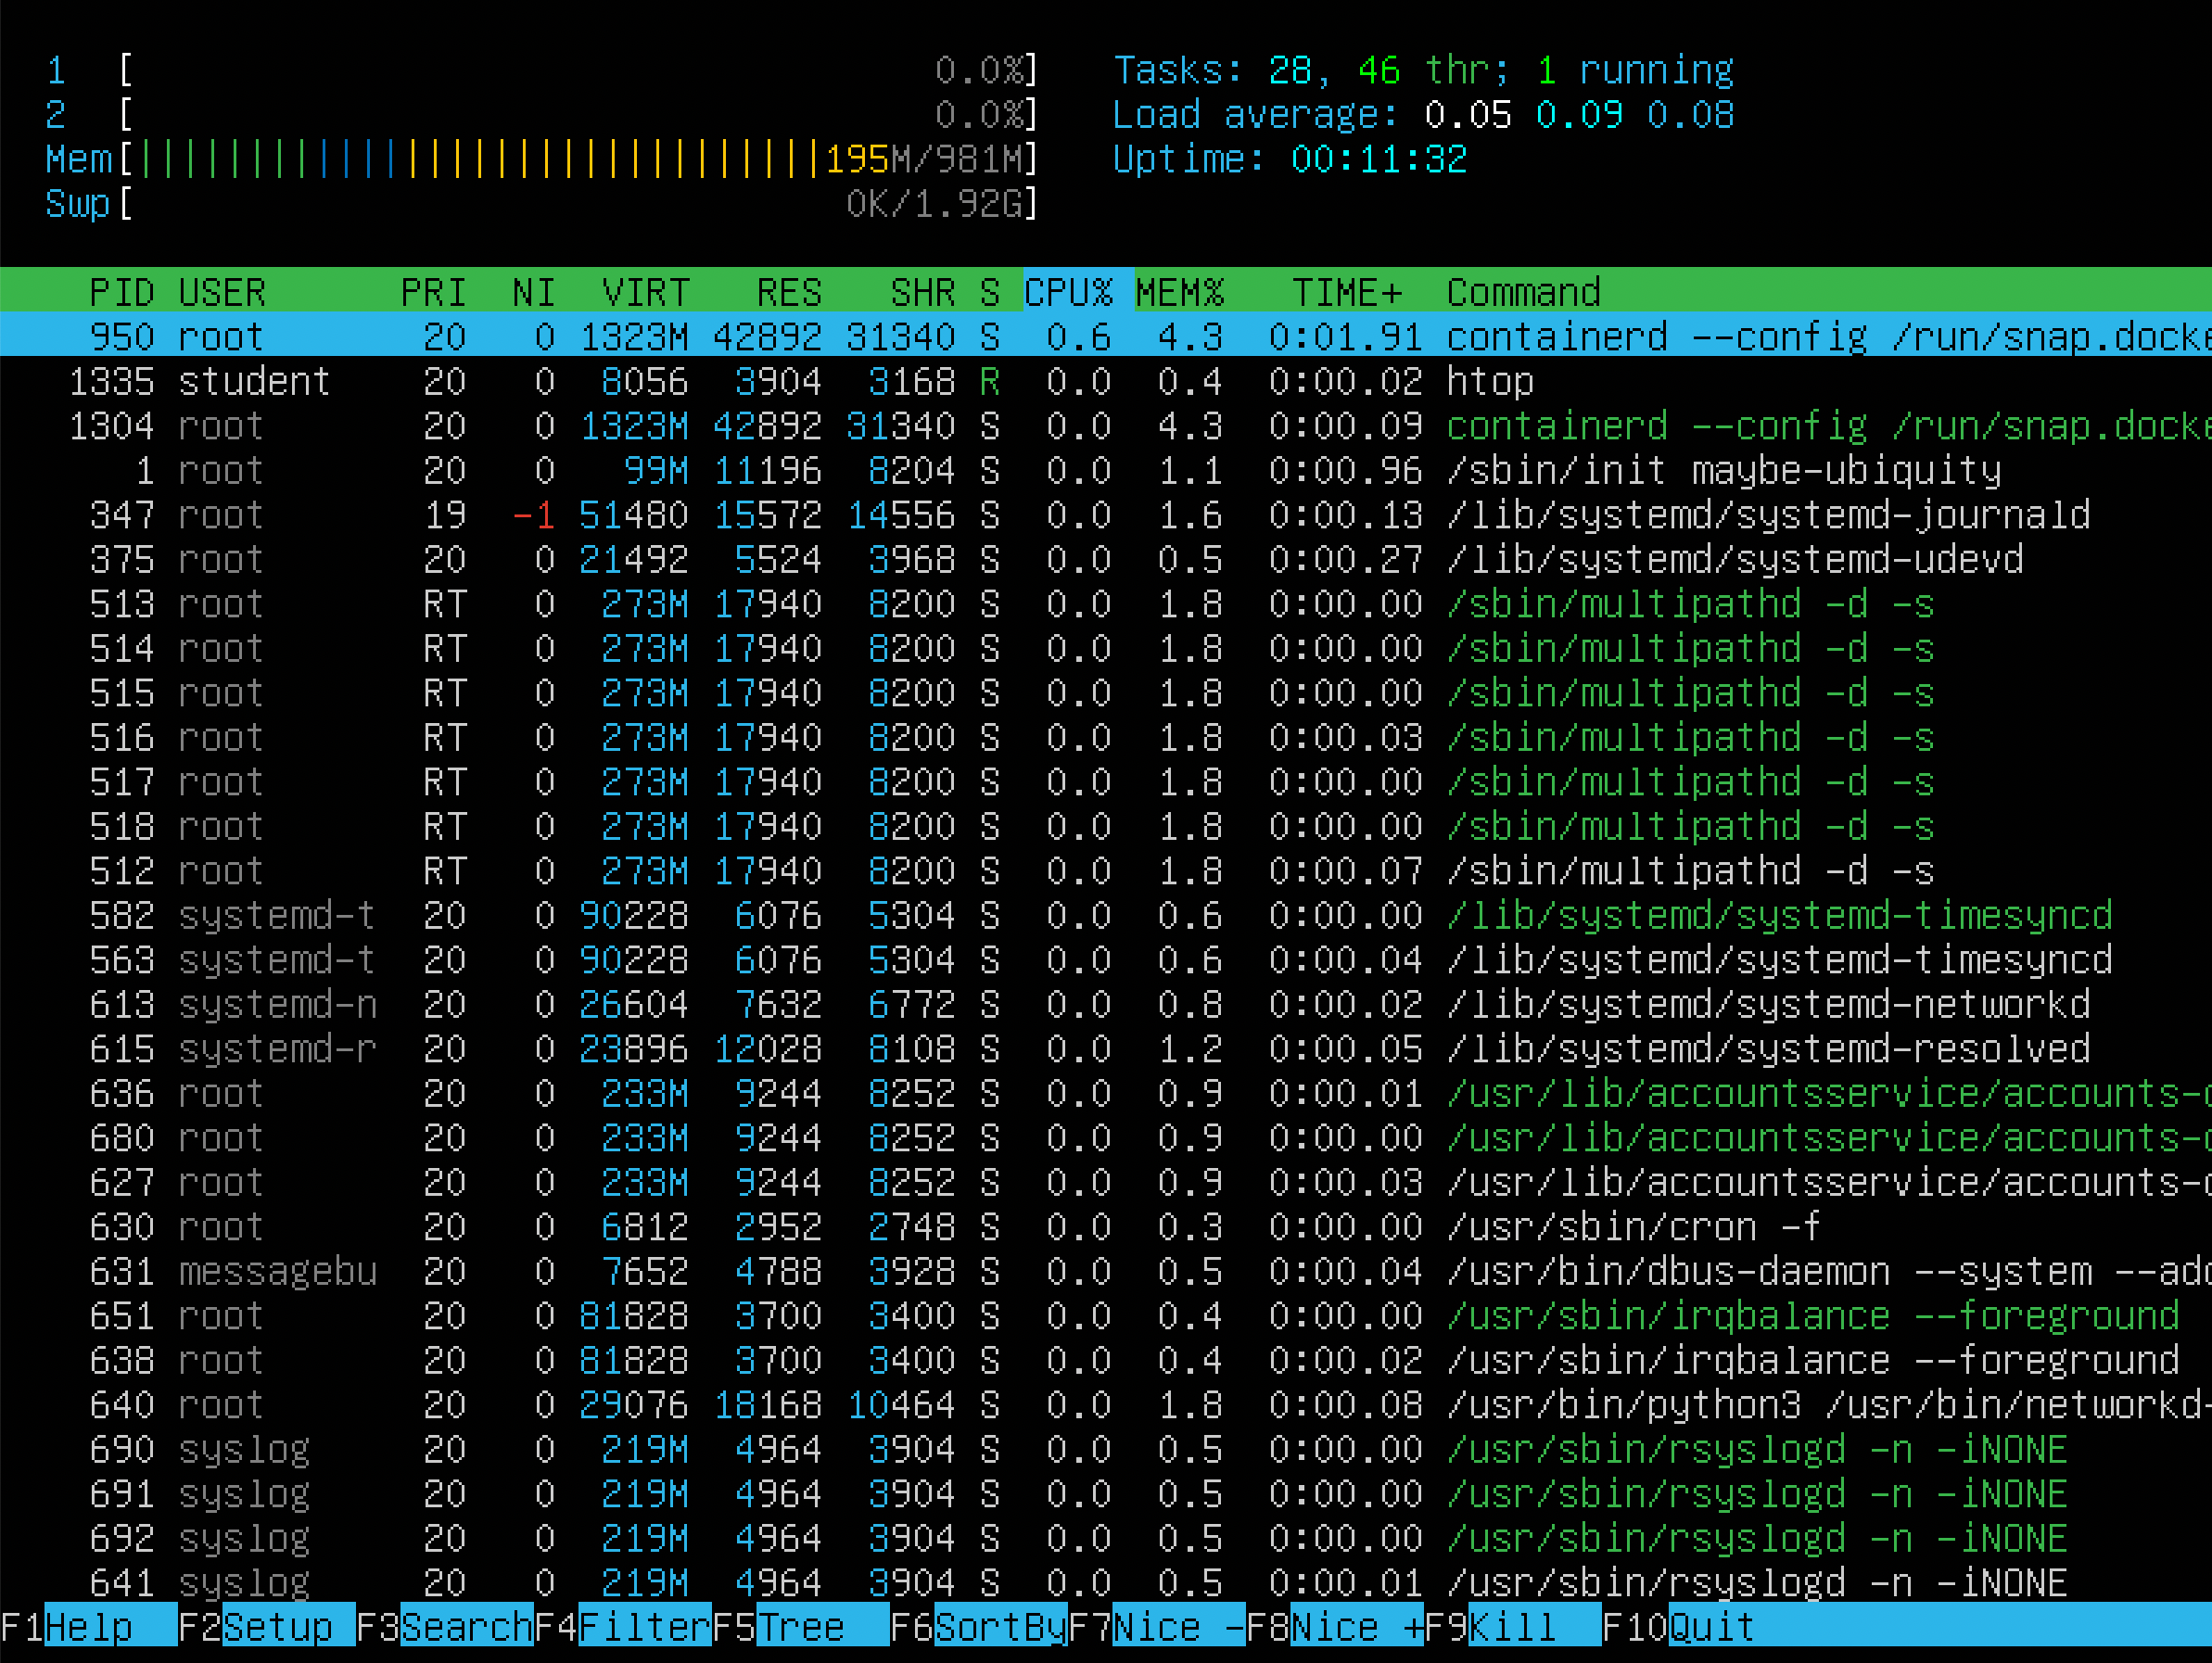 1 [ 0.0%] Tasks: 28, 46 thr; 1 running
2 [ 0.0%] Load average: 0.05 0.09 0.08
Mem[|||||||||||||||||||||||||||||||195M/981M] Uptime: 00:11:32
Swp[ 0K/1.92G]
PID USER PRI NI VIRT RES SHR S CPU% MEM% TIME+ Command
950 root 20 0 1323M 42892 31340 S 0.6 4.3 0:01.91 containerd --config /run/snap.docke
1335 student 20 0 8056 3904 3168 R 0.0 0.4 0:00.02 htop
1304 root 20 0 1323M 42892 31340 S 0.0 4.3 0:00.09 containerd --config /run/snap.docke
1 root 20 0 99M 11196 8204 S 0.0 1.1 0:00.96 /sbin/init maybe-ubiquity
347 root 19 -1 51480 15572 14556 S 0.0 1.6 0:00.13 /lib/systemd/systemd-journald
375 root 20 0 21492 5524 3968 S 0.0 0.5 0:00.27 /lib/systemd/systemd-udevd
513 root RT 0 273M 17940 8200 S 0.0 1.8 0:00.00 /sbin/multipathd -d -s
514 root RT 0 273M 17940 8200 S 0.0 1.8 0:00.00 /sbin/multipathd -d -s
515 root RT 0 273M 17940 8200 S 0.0 1.8 0:00.00 /sbin/multipathd -d -s
516 root RT 0 273M 17940 8200 S 0.0 1.8 0:00.03 /sbin/multipathd -d -s
517 root RT 0 273M 17940 8200 S 0.0 1.8 0:00.00 /sbin/multipathd -d -s
518 root RT 0 273M 17940 8200 S 0.0 1.8 0:00.00 /sbin/multipathd -d -s
512 root RT 0 273M 17940 8200 S 0.0 1.8 0:00.07 /sbin/multipathd -d -s
582 systemd-t 20 0 90228 6076 5304 S 0.0 0.6 0:00.00 /lib/systemd/systemd-timesyncd
563 systemd-t 20 0 90228 6076 5304 S 0.0 0.6 0:00.04 /lib/systemd/systemd-timesyncd
613 systemd-n 20 0 26604 7632 6772 S 0.0 0.8 0:00.02 /lib/systemd/systemd-networkd
615 systemd-r 20 0 23896 12028 8108 S 0.0 1.2 0:00.05 /lib/systemd/systemd-resolved
636 root 20 0 233M 9244 8252 S 0.0 0.9 0:00.01 /usr/lib/accountsservice/accounts-d
680 root 20 0 233M 9244 8252 S 0.0 0.9 0:00.00 /usr/lib/accountsservice/accounts-d
627 root 20 0 233M 9244 8252 S 0.0 0.9 0:00.03 /usr/lib/accountsservice/accounts-d
630 root 20 0 6812 2952 2748 S 0.0 0.3 0:00.00 /usr/sbin/cron -f
631 messagebu 20 0 7652 4788 3928 S 0.0 0.5 0:00.04 /usr/bin/dbus-daemon --system --add
651 root 20 0 81828 3700 3400 S 0.0 0.4 0:00.00 /usr/sbin/irqbalance --foreground
638 root 20 0 81828 3700 3400 S 0.0 0.4 0:00.02 /usr/sbin/irqbalance --foreground
640 root 20 0 29076 18168 10464 S 0.0 1.8 0:00.08 /usr/bin/python3 /usr/bin/networkd-
690 syslog 20 0 219M 4964 3904 S 0.0 0.5 0:00.00 /usr/sbin/rsyslogd -n -iNONE
691 syslog 20 0 219M 4964 3904 S 0.0 0.5 0:00.00 /usr/sbin/rsyslogd -n -iNONE
692 syslog 20 0 219M 4964 3904 S 0.0 0.5 0:00.00 /usr/sbin/rsyslogd -n -iNONE
641 syslog 20 0 219M 4964 3904 S 0.0 0.5 0:00.01 /usr/sbin/rsyslogd -n -iNONE
F1Help F2Setup F3SearchF4FilterF5Tree F6SortByF7Nice -F8Nice +F9Kill F10Quit